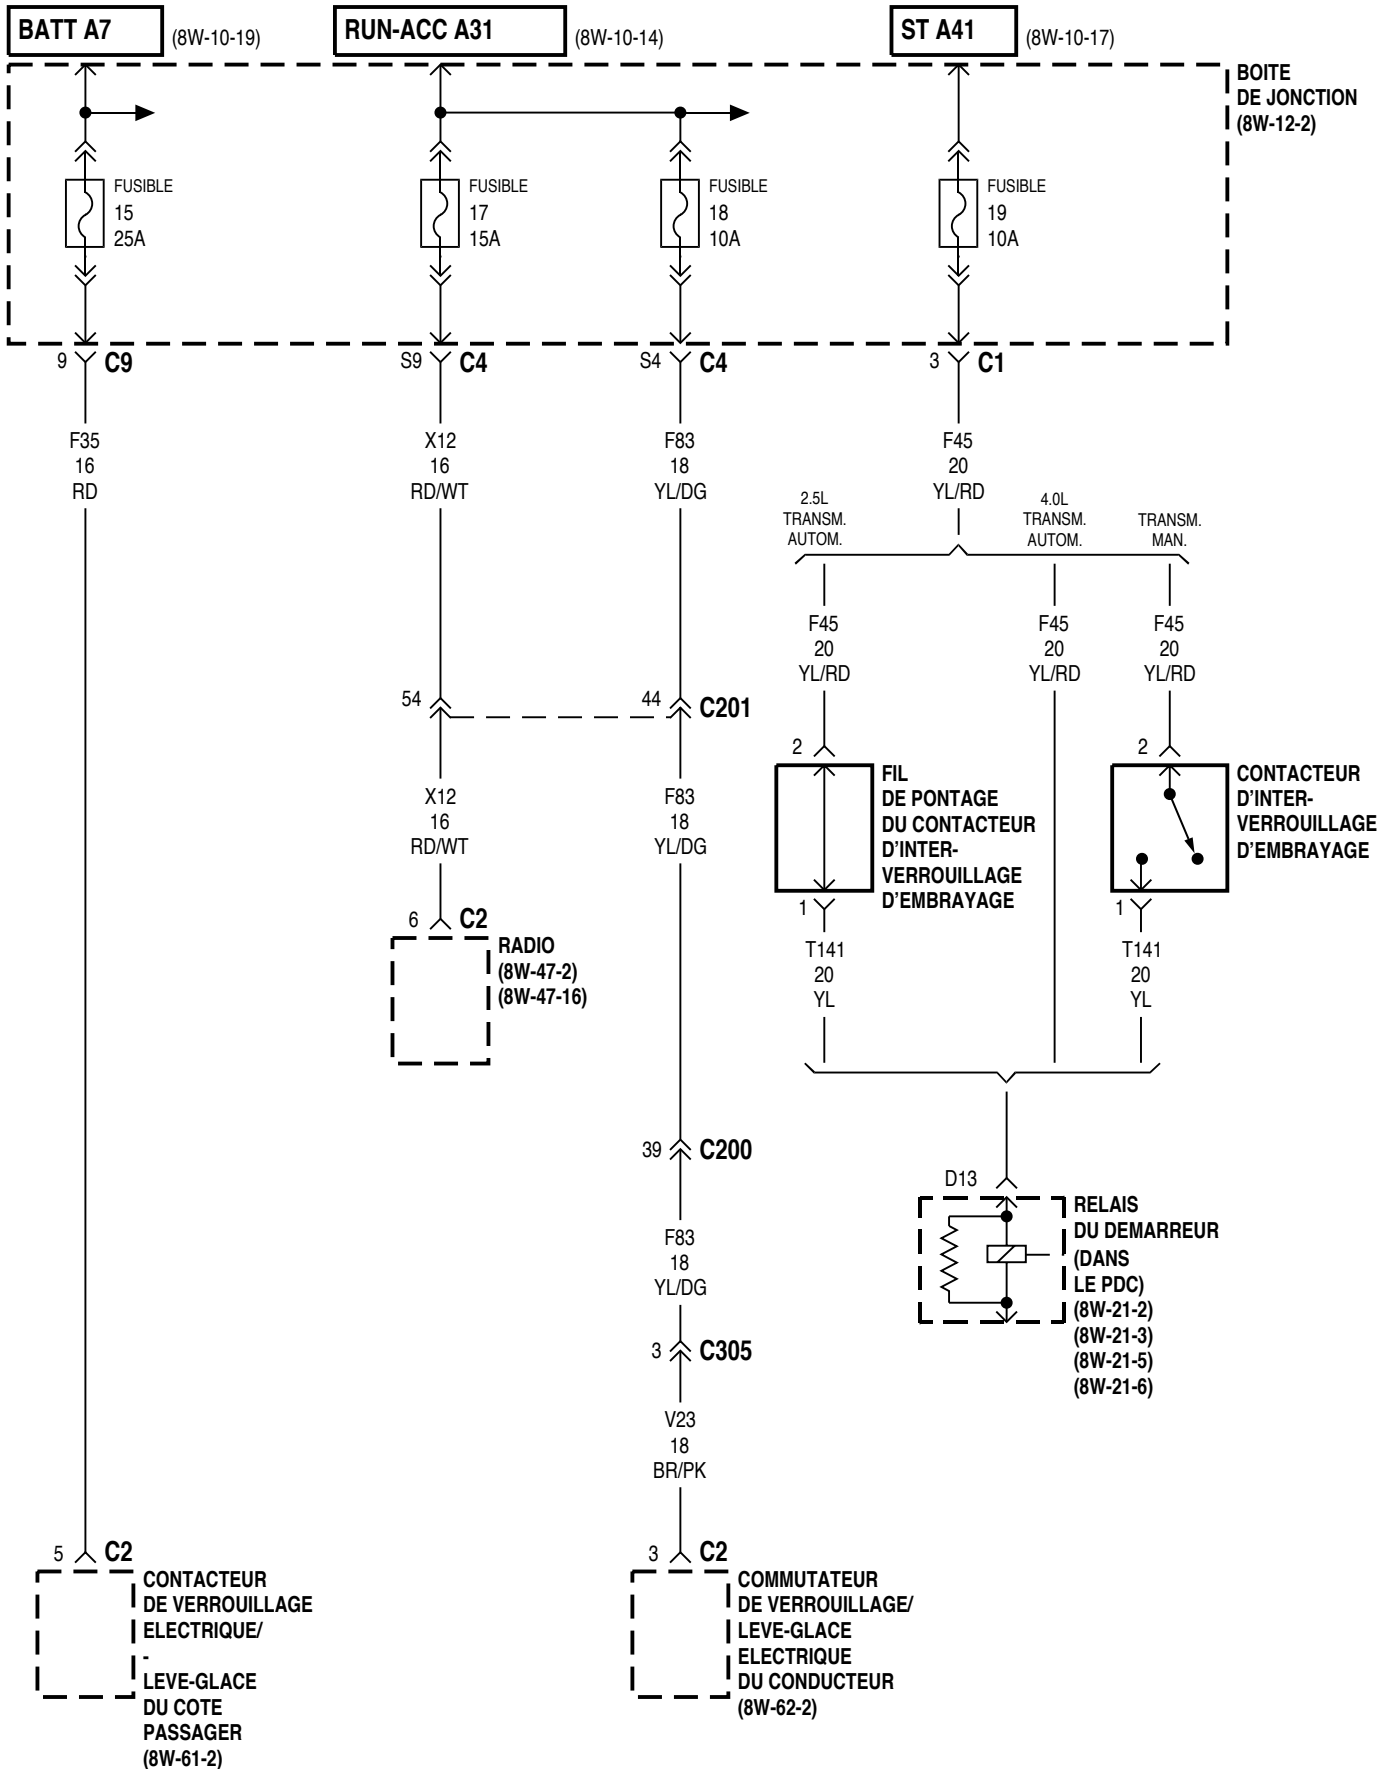 BATT A7
(8W-10-19)
RUN-ACC A31
(8W-10-14)
ST A41
(8W-10-17)
BOITE
DE JONCTION
(8W-12-2)
FUSIBLE
15
25A
FUSIBLE
17
15A
FUSIBLE
18
10A
FUSIBLE
19
10A
9
C9
S9
C4
S4
C4
3
C1
F35
16
RD
X12
16
RD/WT
F83
18
YL/DG
F45
20
YL/RD
2.5L
TRANSM.
AUTOM.
4.0L
TRANSM.
AUTOM.
TRANSM.
MAN.
F45
20
YL/RD
F45
20
YL/RD
F45
20
YL/RD
54
44
C201
X12
16
RD/WT
F83
18
YL/DG
2
FIL
DE PONTAGE
DU CONTACTEUR
D'INTER-
VERROUILLAGE
D'EMBRAYAGE
2
CONTACTEUR
D'INTER-
VERROUILLAGE
D'EMBRAYAGE
1
T141
20
YL
1
T141
20
YL
6
C2
RADIO
(8W-47-2)
(8W-47-16)
39
C200
F83
18
YL/DG
3
C305
V23
18
BR/PK
D13
RELAIS
DU DEMARREUR
(DANS
LE PDC)
(8W-21-2)
(8W-21-3)
(8W-21-5)
(8W-21-6)
5
C2
CONTACTEUR
DE VERROUILLAGE
ELECTRIQUE/
-
LEVE-GLACE
DU COTE
PASSAGER
(8W-61-2)
3
C2
COMMUTATEUR
DE VERROUILLAGE/
LEVE-GLACE
ELECTRIQUE
DU CONDUCTEUR
(8W-62-2)